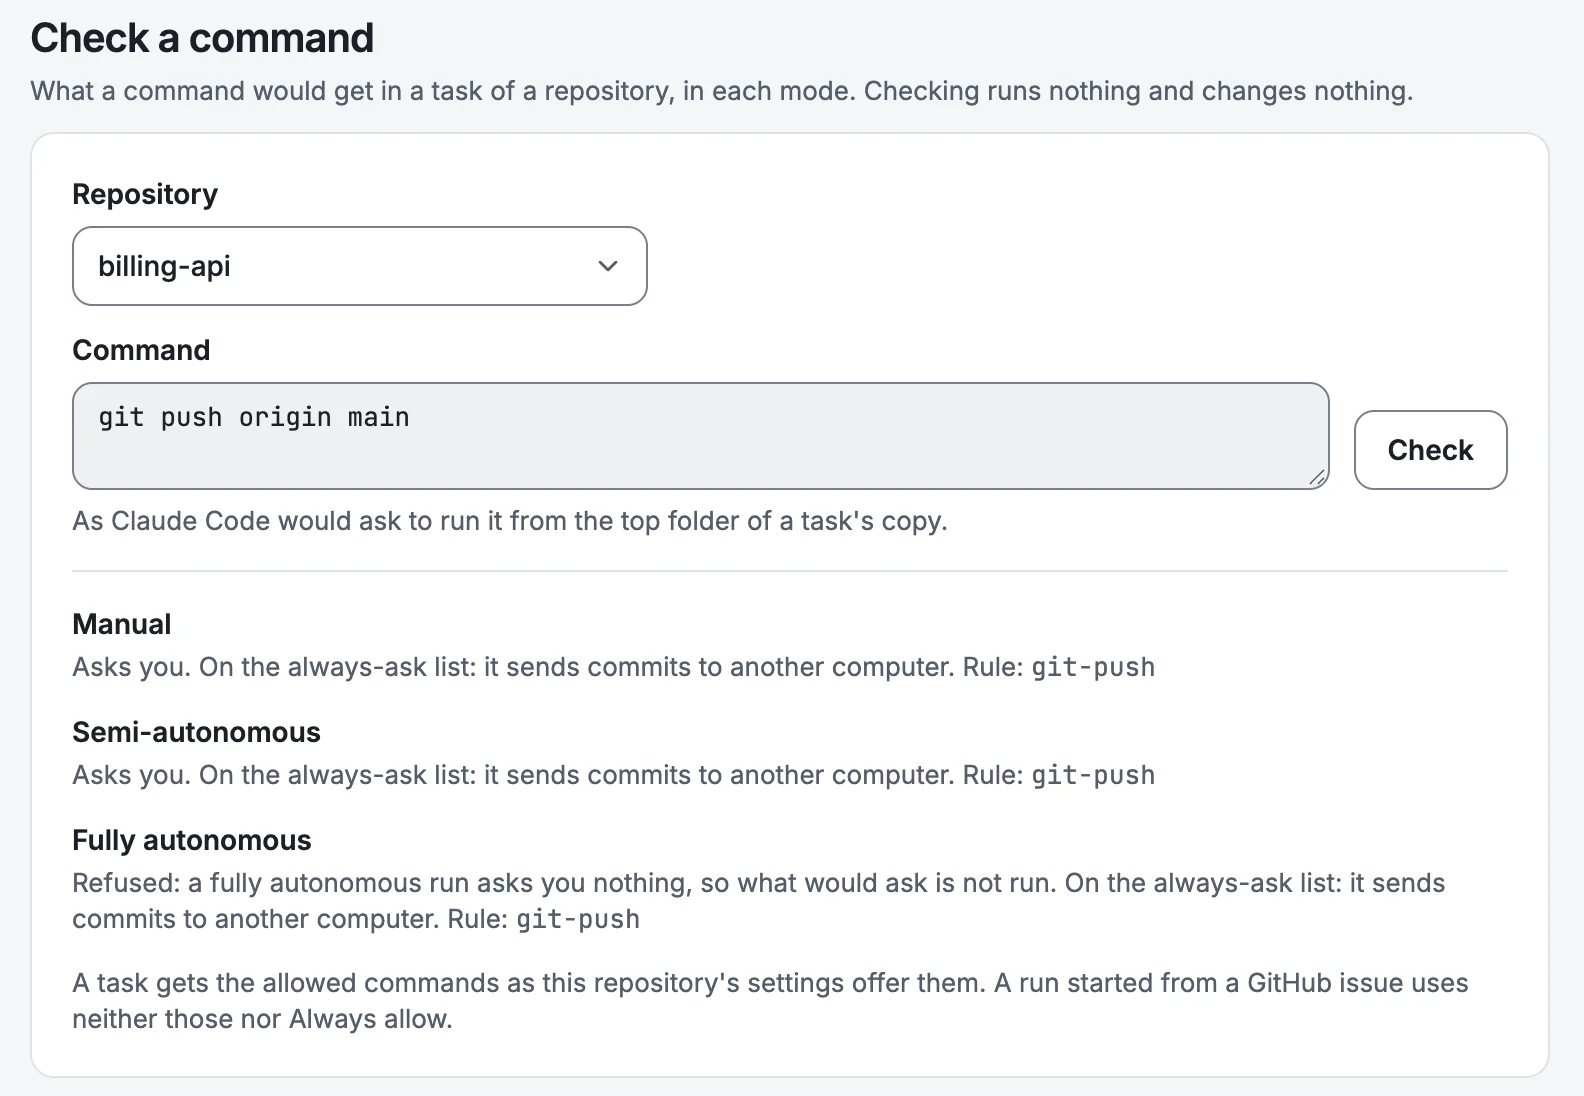 Check a command
What a command would get in a task of a repository, in each mode. Checking runs nothing and changes nothing.
Repository
billing-api
Command
git push origin main
Check
As Claude Code would ask to run it from the top folder of a task's copy.
Manual
Asks you. On the always-ask list: it sends commits to another computer. Rule: git-push
Semi-autonomous
Asks you. On the always-ask list: it sends commits to another computer. Rule: git-push
Fully autonomous
Refused: a fully autonomous run asks you nothing, so what would ask is not run. On the always-ask list: it sends
commits to another computer. Rule: git-push
A task gets the allowed commands as this repository's settings offer them. A run started from a GitHub issue uses
neither those nor Always allow.